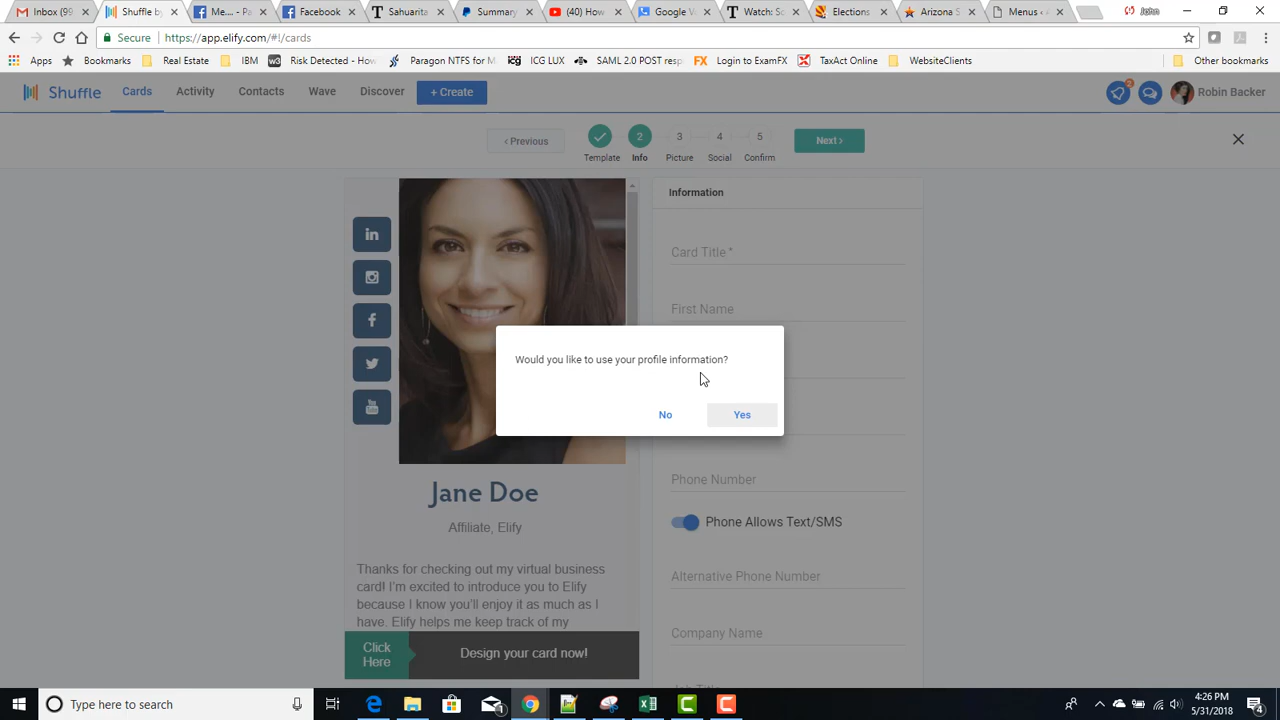 Inbox (99
Shuffle by
Me.... - Pa
Facebook
Sahuarita
Summary
(40) How
Google V
Watch: So
Elections
Arizona S
Menus ‹
John
Secure
https://app.elify.com/#!/cards
Apps
Bookmarks
Real Estate
IBM
Risk Detected - How
Paragon NTFS for M
ICG LUX
SAML 2.0 POST resp
Login to ExamFX
TaxAct Online
WebsiteClients
Other bookmarks
Shuffle
Cards
Activity
Contacts
Wave
Discover
+ Create
Robin Backer
‹ Previous
2
3
4
5
Next ›
Template
Info
Picture
Social
Confirm
Information
Card Title *
First Name
Would you like to use your profile information?
No
Yes
Phone Number
Phone Allows Text/SMS
Alternative Phone Number
Company Name
Job Title
Jane Doe
Affiliate, Elify
Thanks for checking out my virtual business
card! I'm excited to introduce you to Elify
because I know you'll enjoy it as much as I
have. Elify helps me keep track of my
Click
Here
Design your card now!
Type here to search
4:26 PM
5/31/2018